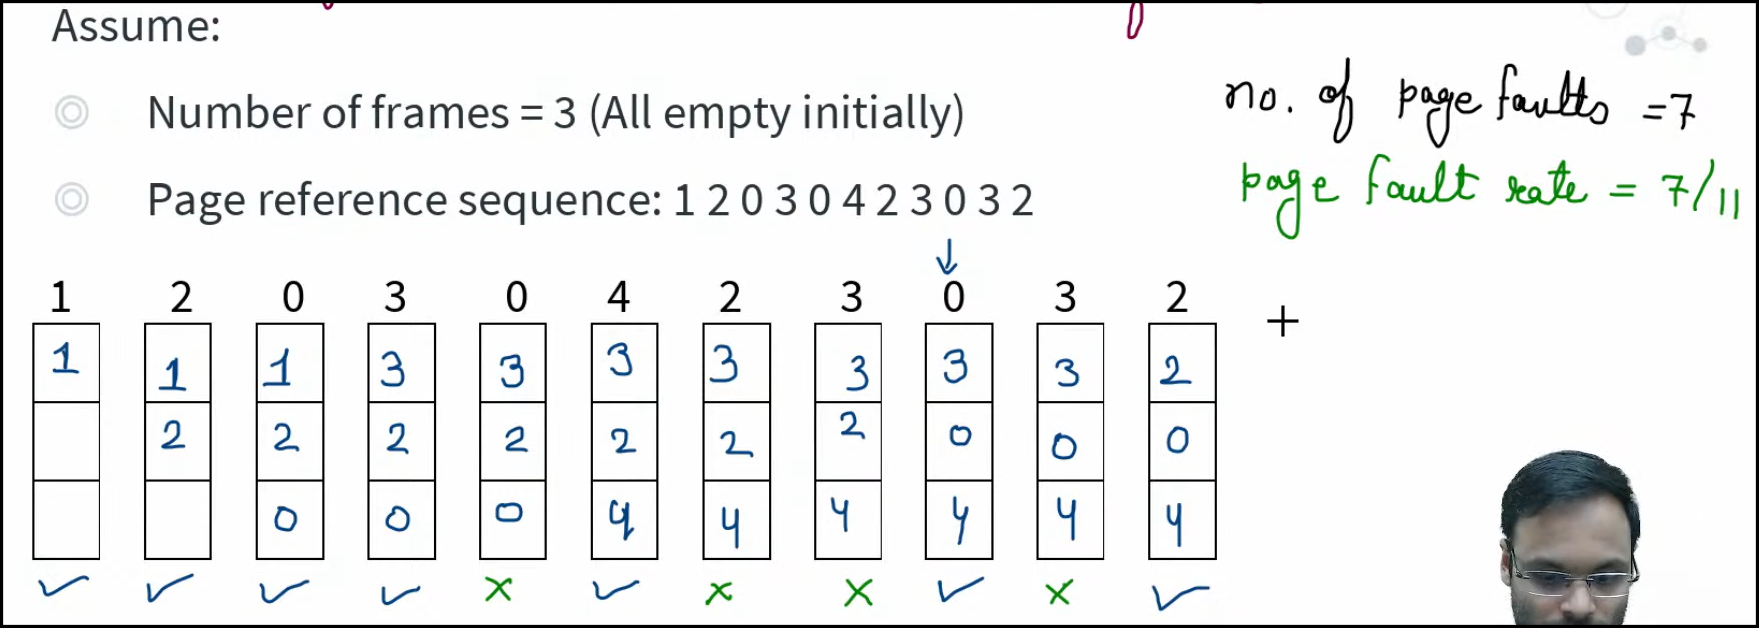 Assume:
Number of frames = 3 (All empty initially)
no. of page faults = 7
Page reference sequence: 1 2 0 3 0 4 2 3 0 3 2
page fault rate = 7/11
1 2 0 3 0 4 2 3 0 3 2
1 1 1 3 3 3 3 3 3 3 2
2 2 2 2 2 2 2 0 0 0
0 0 0 4 4 4 4 4 4